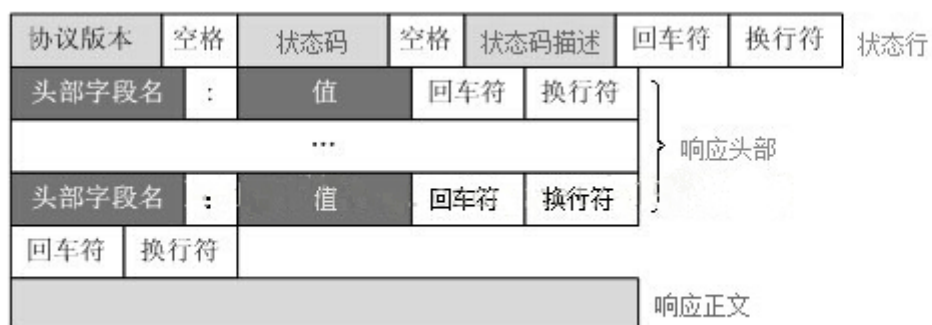 协议版本 空格 状态码 空格 状态码描述 回车符 换行符 状态行
头部字段名 : 值 回车符 换行符
...
响应头部
头部字段名 : 值 回车符 换行符
回车符 换行符
响应正文